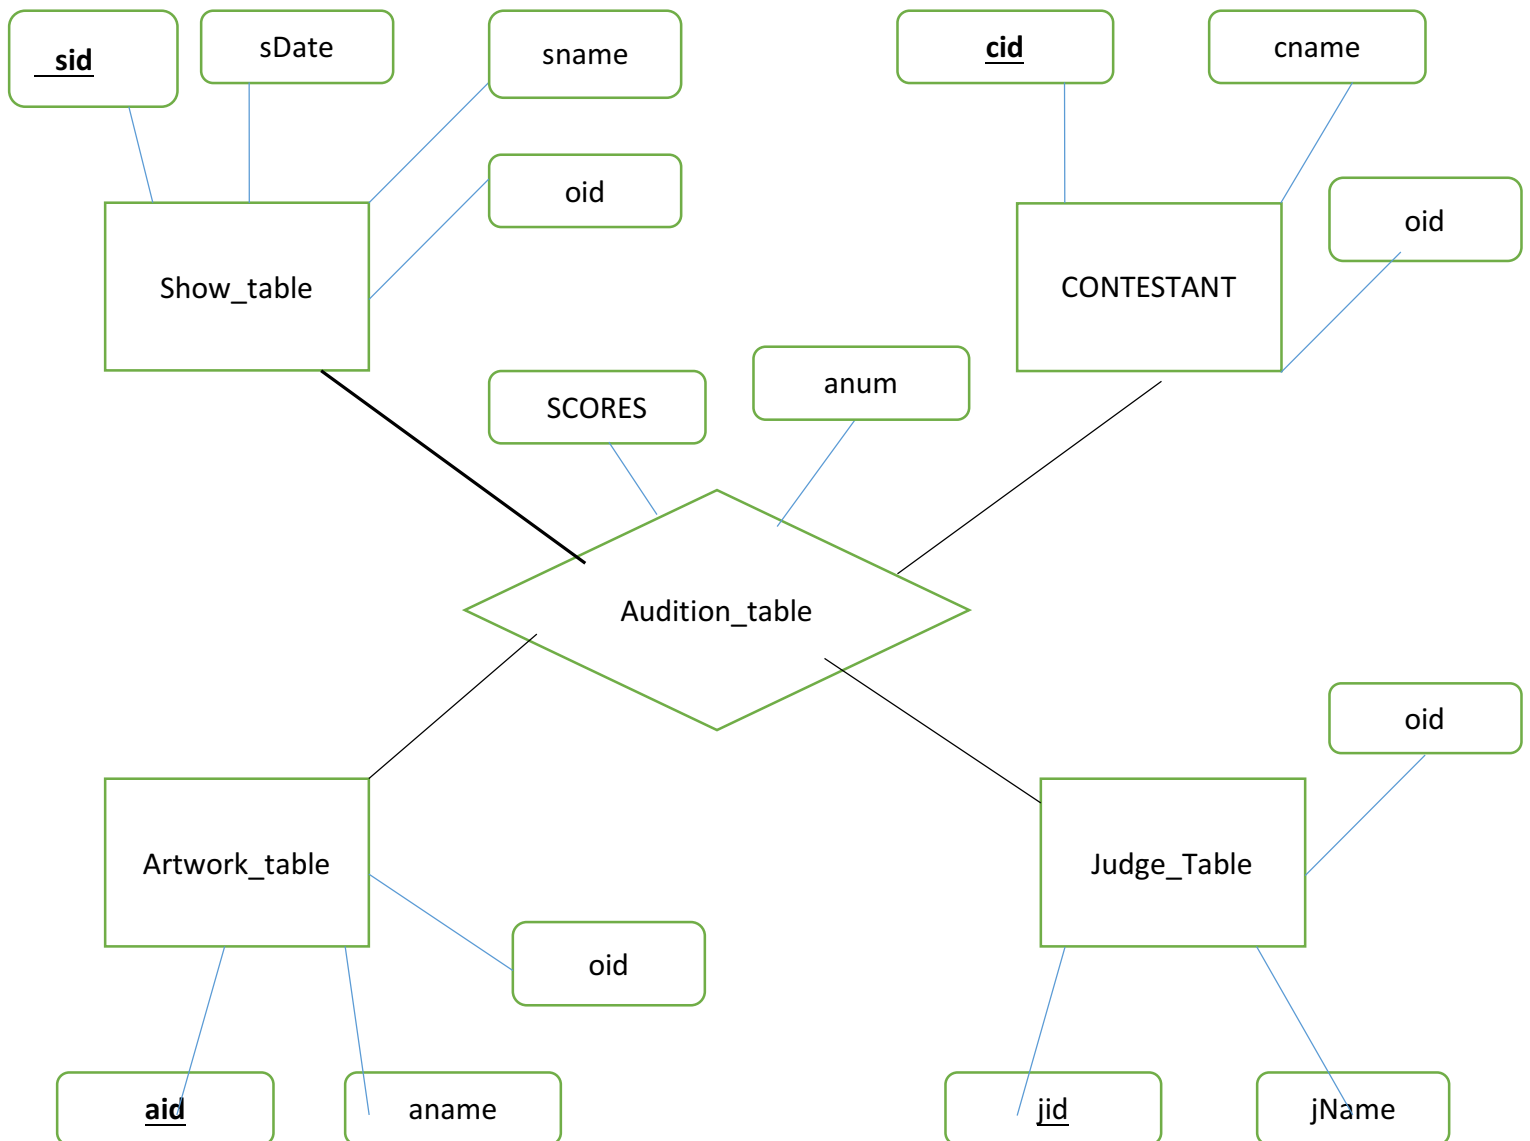 sid
sDate
sname
cid
cname
oid
oid
Show_table
CONTESTANT
SCORES
anum
Audition_table
oid
Artwork_table
Judge_Table
oid
aid
aname
jid
jName